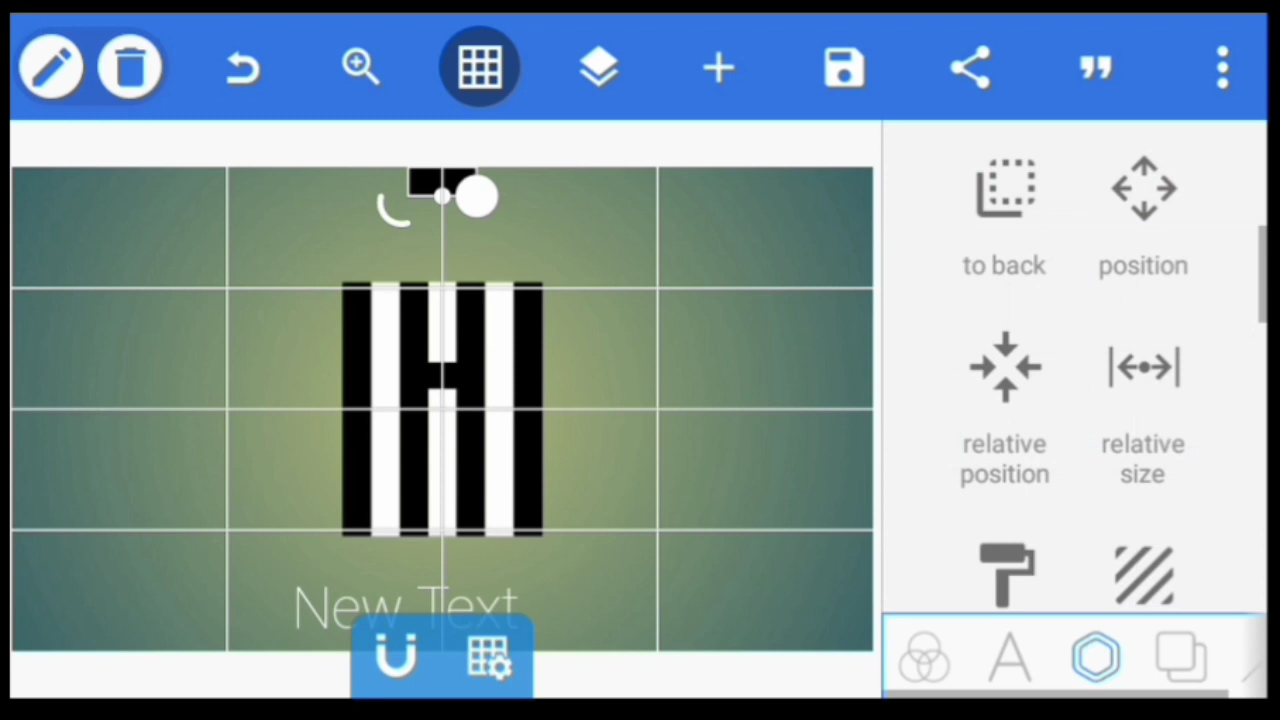 to back
position
relative
position
relative
size
New Text